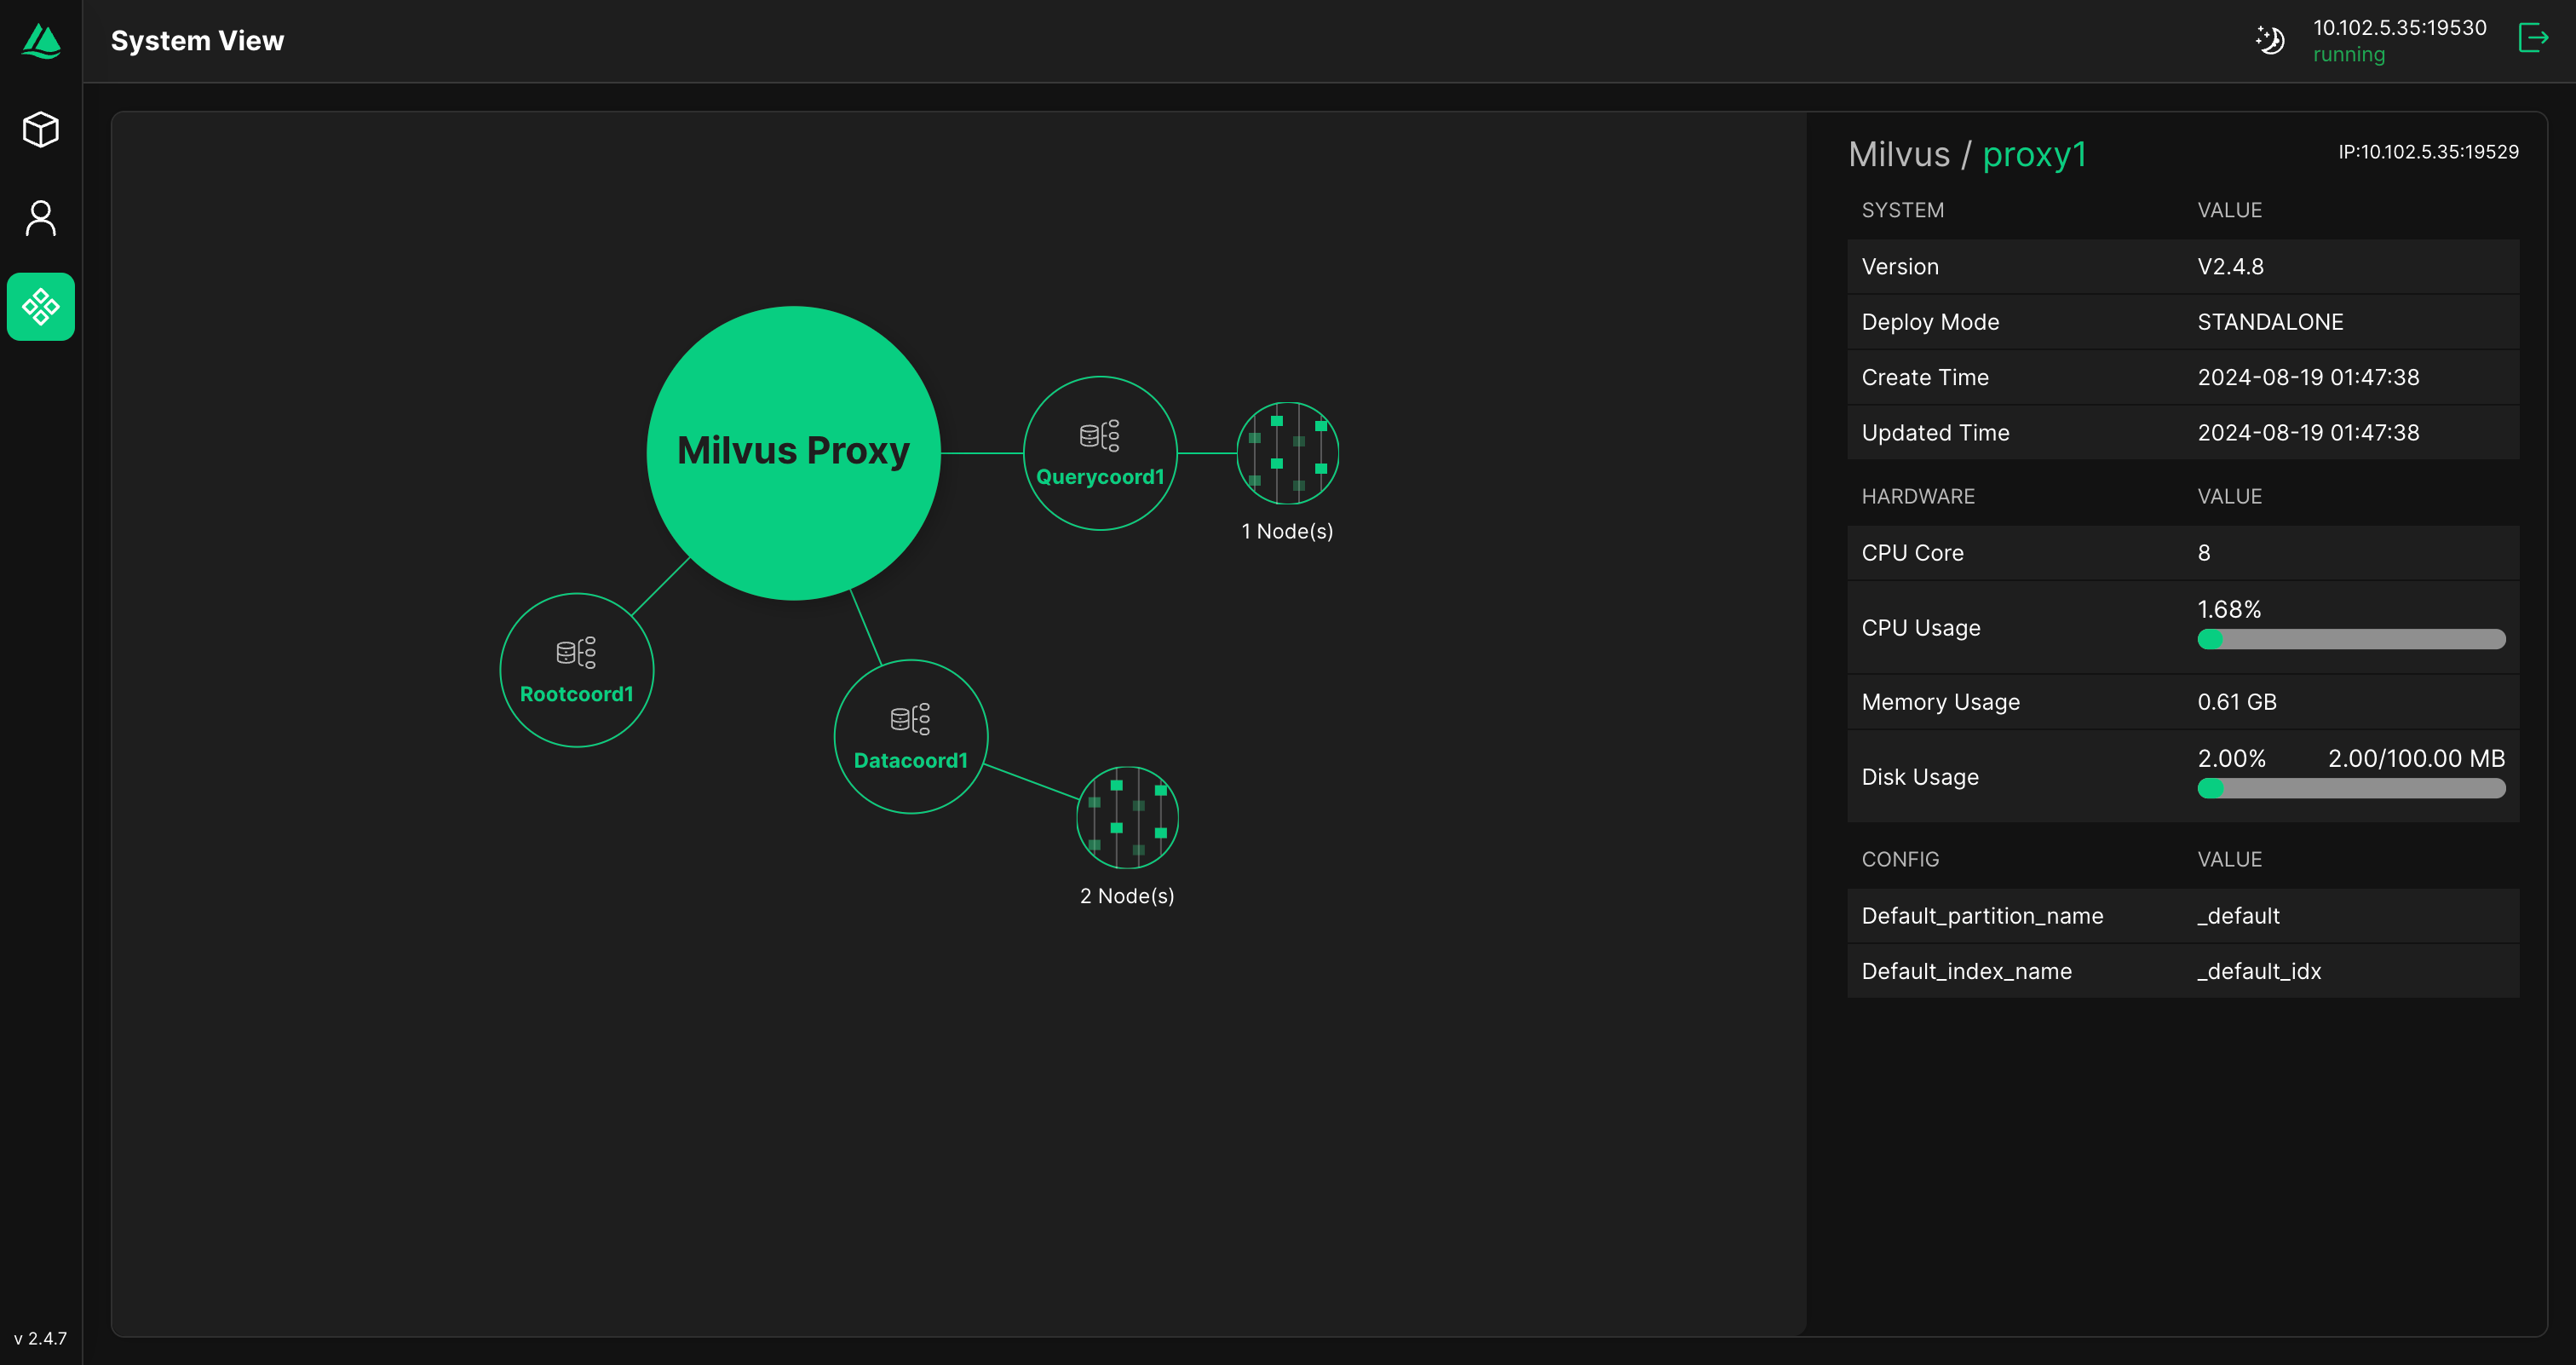 System View
10.102.5.35:19530
running
Milvus Proxy
Querycoord1
1 Node(s)
Rootcoord1
Datacoord1
2 Node(s)
Milvus / proxy1
IP:10.102.5.35:19529
SYSTEM VALUE
Version V2.4.8
Deploy Mode STANDALONE
Create Time 2024-08-19 01:47:38
Updated Time 2024-08-19 01:47:38
HARDWARE VALUE
CPU Core 8
CPU Usage 1.68%
Memory Usage 0.61 GB
Disk Usage 2.00% 2.00/100.00 MB
CONFIG VALUE
Default_partition_name _default
Default_index_name _default_idx
v 2.4.7